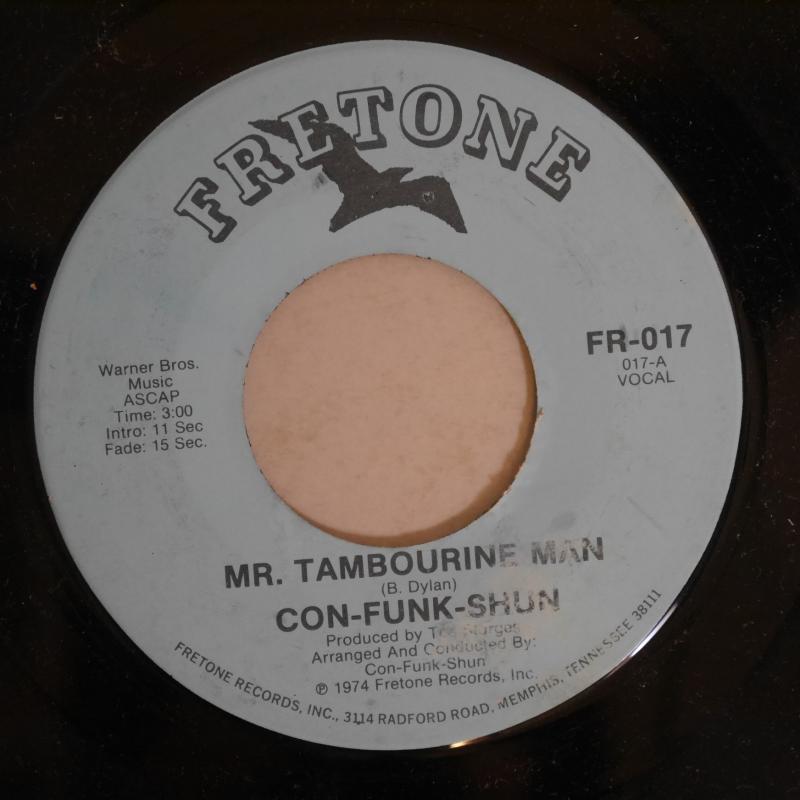 FRETONE
FR-017
017-A
VOCAL
Warner Bros.
Music
ASCAP
Time: 3:00
Intro: 11 Sec
Fade: 15 Sec.
MR. TAMBOURINE MAN
(B. Dylan)
CON-FUNK-SHUN
Produced by
Arranged And Conducted By:
Con-Funk-Shun
℗ 1974 Fretone Records, Inc.
FRETONE RECORDS, INC., 3114 RADFORD ROAD, MEMPHIS, TENNESSEE 38111